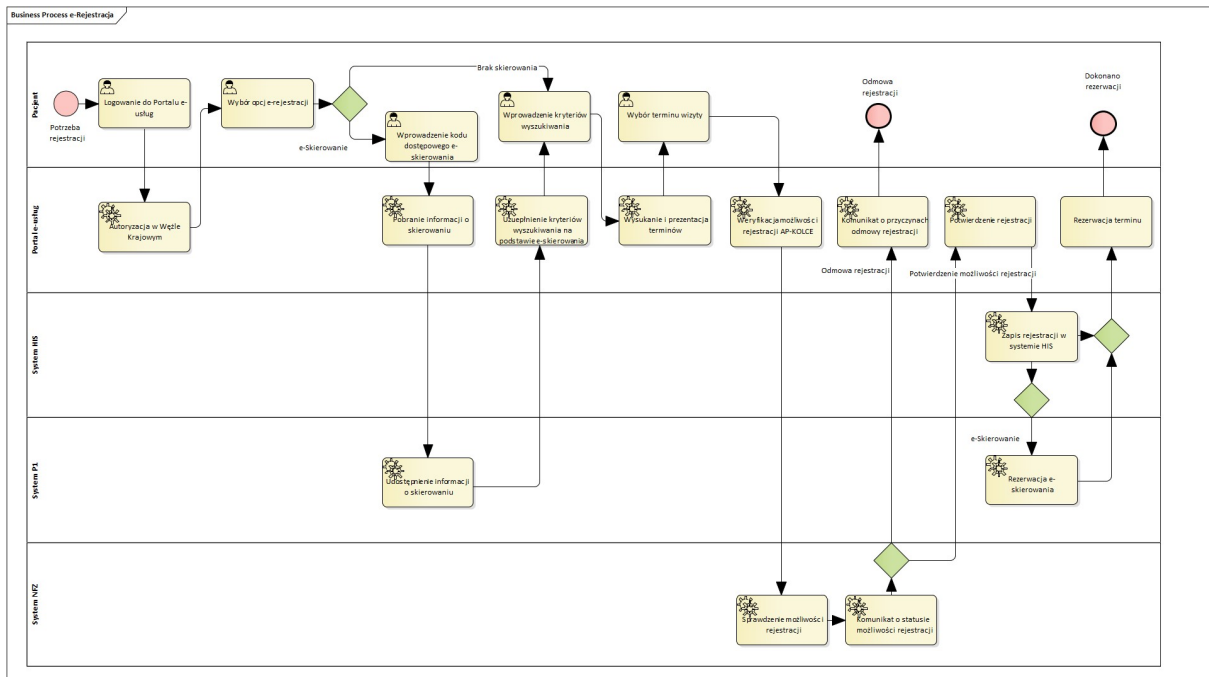 Business Process e-Rejestracja
Pacjent
Potrzeba
rejestracji
Logowanie do Portalu e-
usług
Wybór opcji e-rejestracji
Brak skierowania
e-Skierowanie
Wprowadzenie kodu
dostępowego e-
skierowania
Wprowadzenie kryteriów
wyszukiwania
Wybór terminu wizyty
Odmowa
rejestracji
Dokonano
rezerwacji
Portal e-usług
Autoryzacja w Węźle
Krajowym
Pobranie informacji o
skierowaniu
Uzuepłnienie kryteriów
wyszukiwania na
podstawie e-skierowania
Wysukanie i prezentacja
terminów
Weryfikacja możliwości
rejestracji AP-KOLCE
Komunikat o przyczynach
odmowy rejestracji
Potwierdzenie rejestracji
Rezerwacja terminu
Odmowa rejestracji
Potwierdzenie możliwości rejestracji
System HIS
Zapis rejestracji w
systemie HIS
System P1
e-Skierowanie
Udostępnienie informacji
o skierowaniu
Rezerwacja e-
skierowania
System NFZ
Sprawdzenie możliwości
rejestracji
Komunikat o statusie
możliwości rejestracji